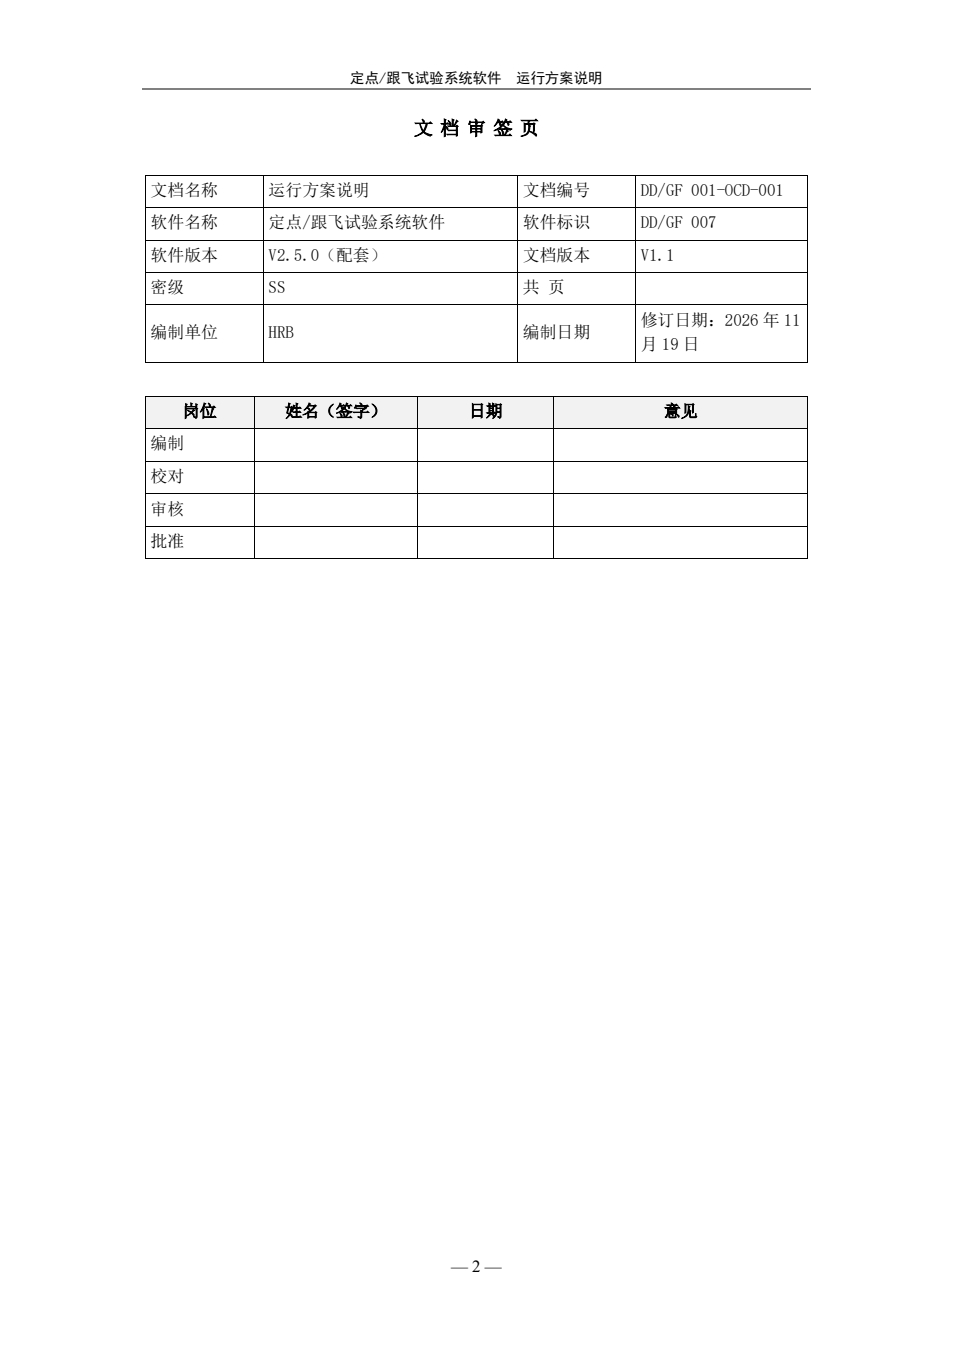 定点/跟飞试验系统软件　运行方案说明
文 档 审 签 页
文档名称 运行方案说明 文档编号 DD/GF 001-OCD-001
软件名称 定点/跟飞试验系统软件 软件标识 DD/GF 007
软件版本 V2.5.0（配套） 文档版本 V1.1
密级 SS 共 页
编制单位 HRB 编制日期 修订日期：2026 年 11
月 19 日
岗位 姓名（签字） 日期 意见
编制
校对
审核
批准
— 2 —